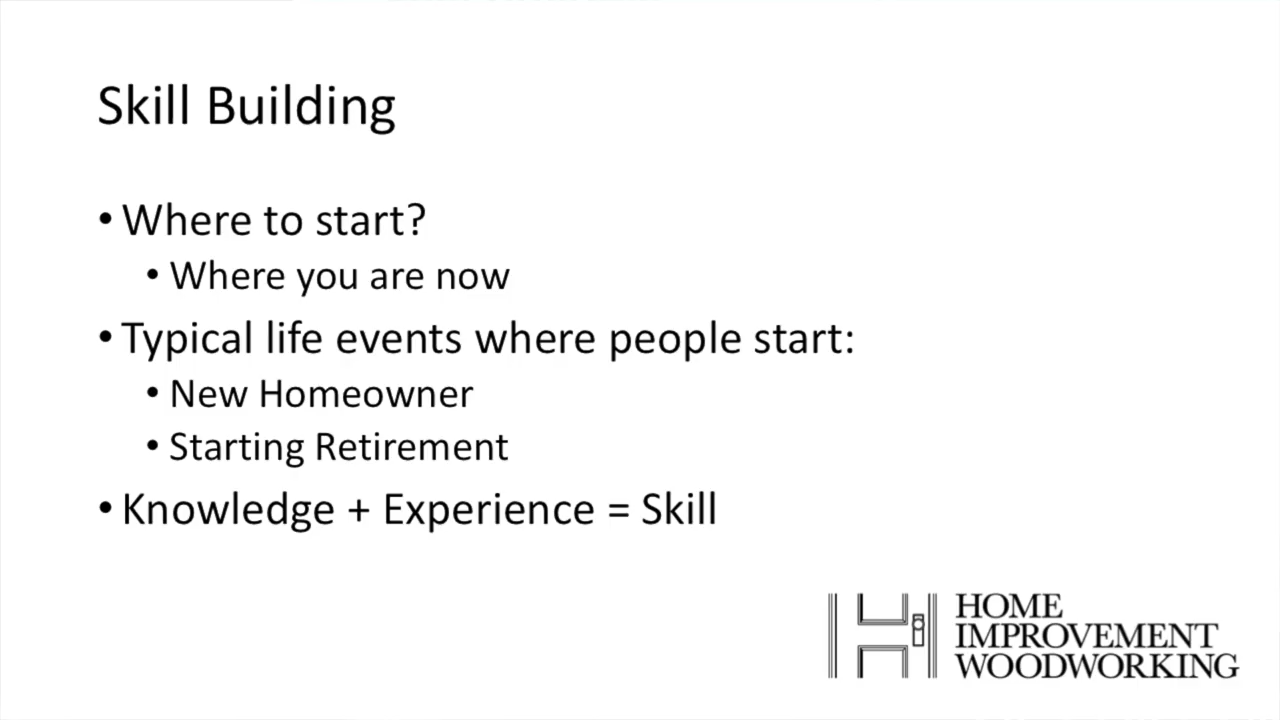 Skill Building
• Where to start?
• Where you are now
• Typical life events where people start:
• New Homeowner
• Starting Retirement
• Knowledge + Experience = Skill
HOME
IMPROVEMENT
WOODWORKING